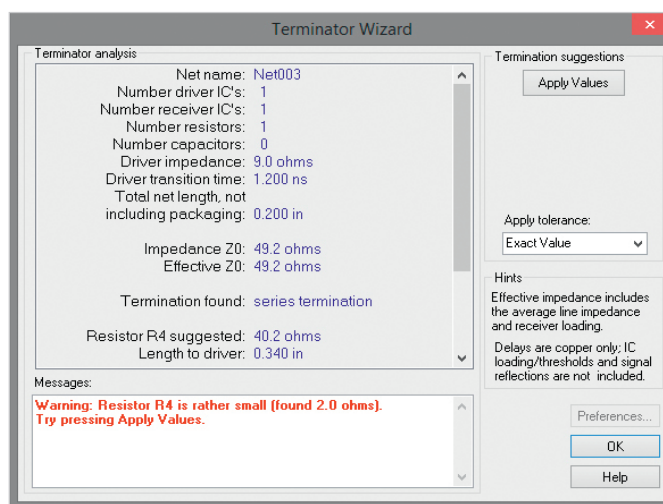 Terminator Wizard
Terminator analysis
Net name: Net003
Number driver IC's: 1
Number receiver IC's: 1
Number resistors: 1
Number capacitors: 0
Driver impedance: 9.0 ohms
Driver transition time: 1.200 ns
Total net length, not
including packaging: 0.200 in
Impedance Z0: 49.2 ohms
Effective Z0: 49.2 ohms
Termination found: series termination
Resistor R4 suggested: 40.2 ohms
Length to driver: 0.340 in
Messages:
Warning: Resistor R4 is rather small (found 2.0 ohms).
Try pressing Apply Values.
Termination suggestions
Apply Values
Apply tolerance:
Exact Value
Hints
Effective impedance includes
the average line impedance
and receiver loading.
Delays are copper only; IC
loading/thresholds and signal
reflections are not included.
Preferences...
OK
Help